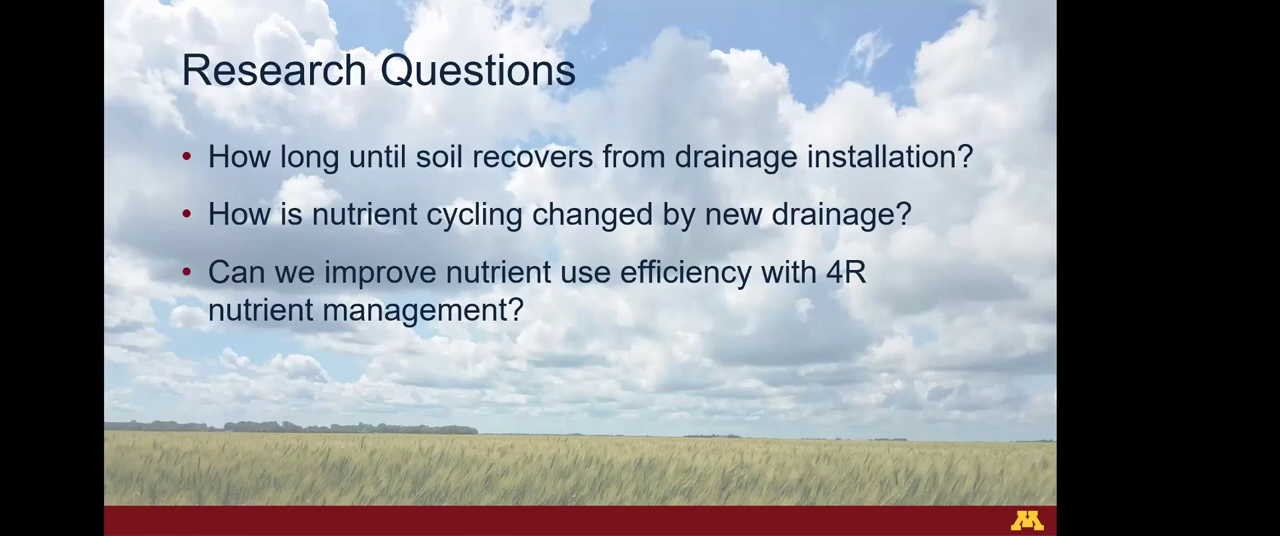 Research Questions
• How long until soil recovers from drainage installation?
• How is nutrient cycling changed by new drainage?
• Can we improve nutrient use efficiency with 4R
nutrient management?
M